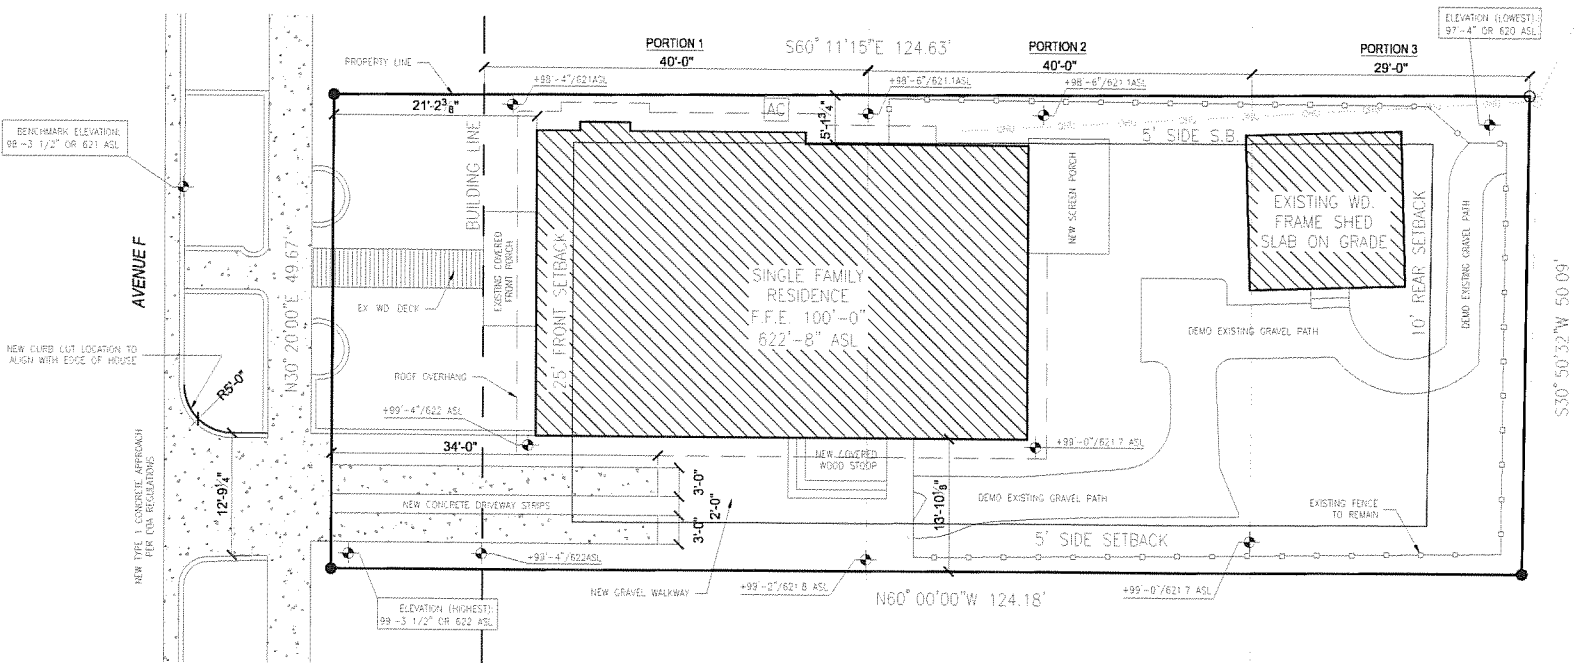 ELEVATION (LOWEST):
97'-4" OR 620 ASL
PORTION 1
40'-0"
S60° 11'15"E 124.63'
PORTION 2
40'-0"
PORTION 3
29'-0"
PROPERTY LINE
+98'-4"/621ASL
+98'-6"/621.1ASL
+98'-6"/621.1ASL
21'-2 3/8"
AC
5'-1 3/4"
OHU OHU OHU OHU OHU
5' SIDE S.B.
BENCHMARK ELEVATION:
98'-3 1/2" OR 621 ASL
BUILDING LINE
EXISTING COVERED
FRONT PORCH
25' FRONT SETBACK
NEW SCREEN PORCH
EXISTING WD.
FRAME SHED
SLAB ON GRADE
10' REAR SETBACK
DEMO EXISTING GRAVEL PATH
AVENUE F
N30° 20'00"E 49.67'
EX WD DECK
SINGLE FAMILY
RESIDENCE
F.F.E. 100'-0"
622'-8" ASL
DEMO EXISTING GRAVEL PATH
S30° 50'32"W 50.09'
NEW CURB CUT LOCATION TO
ALIGN WITH EDGE OF HOUSE
R5'-0"
ROOF OVERHANG
+99'-4"/622 ASL
34'-0"
+99'-0"/621.7 ASL
NEW COVERED
WOOD STOOP
NEW TYPE 1 CONCRETE APPROACH
PER COA REGULATIONS
12'-9 1/4"
NEW CONCRETE DRIVEWAY STRIPS
3'-0"
2'-0"
3'-0"
DEMO EXISTING GRAVEL PATH
13'-10 1/8"
EXISTING FENCE
TO REMAIN
5' SIDE SETBACK
+99'-4"/622ASL
NEW GRAVEL WALKWAY
+99'-2"/621.8 ASL
+99'-0"/621.7 ASL
N60° 00'00"W 124.18'
ELEVATION (HIGHEST):
99'-3 1/2" OR 622 ASL